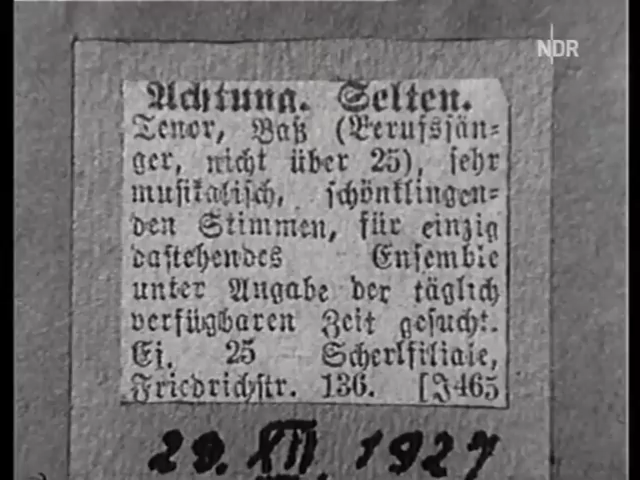 NDR
Achtung. Selten.
Tenor, Baß (Berufssän=
ger, nicht über 25), sehr
musikalisch, schönklingen=
den Stimmen, für einzig
dastehendes Ensemble
unter Angabe der täglich
verfügbaren Zeit gesucht.
Ej. 25 Scherlfiliale,
Friedrichstr. 136. [J465
29. XII. 1927